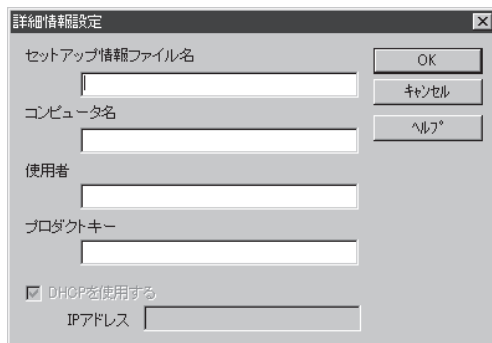 詳細情報設定
セットアップ情報ファイル名
OK
キャンセル
コンピュータ名
ヘルプ
使用者
プロダクトキー
DHCPを使用する
IPアドレス